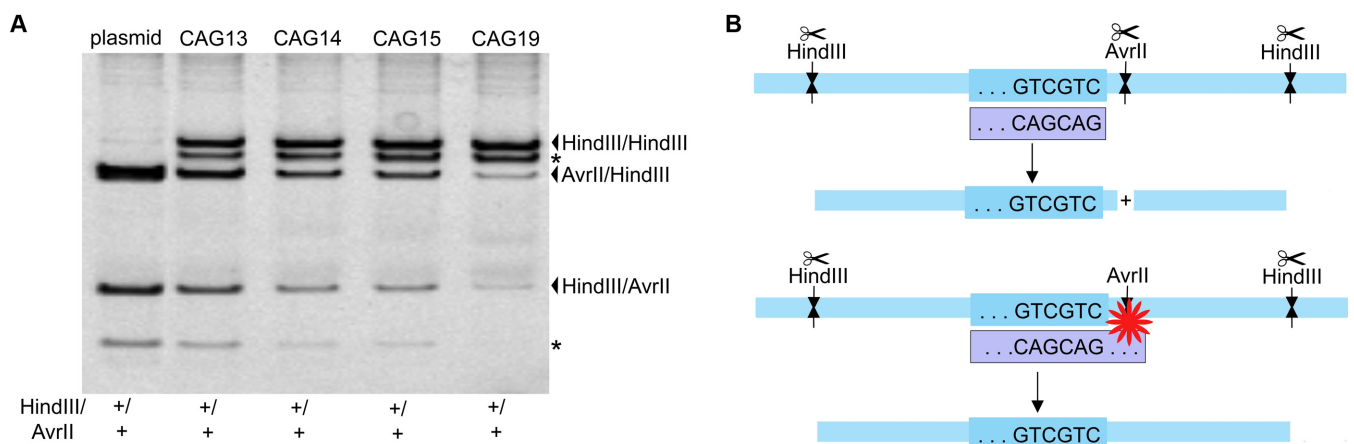 A
plasmid CAG13 CAG14 CAG15 CAG19
HindIII/HindIII
*
AvrII/HindIII
HindIII/AvrII
*
HindIII/ +/ +/ +/ +/ +/
AvrII + + + + +
B
HindIII AvrII HindIII
. . . GTCGTC
. . . CAGCAG
. . . GTCGTC +
HindIII AvrII HindIII
. . . GTCGTC
. . .CAGCAG . . .
. . . GTCGTC